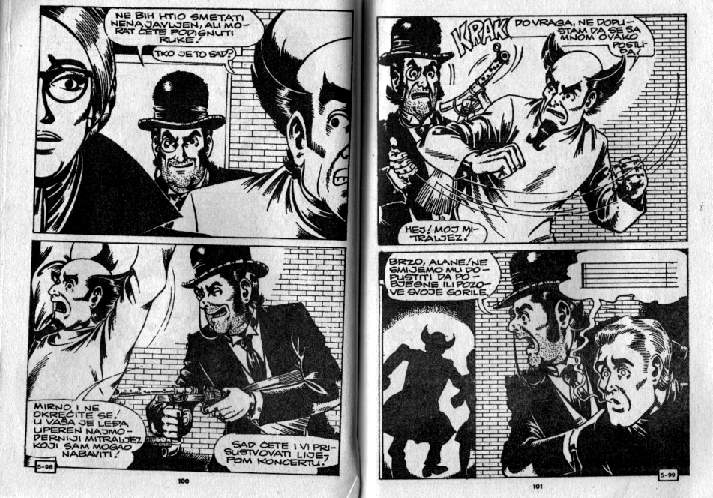 NE BIH HTIO SMETATI
NENAJAVLJEN, ALI MO-
RAT ĆETE PODIGNUTI
RUKE!
TKO JE TO SAD?
MIRNO I NE
OKREĆITE SE!
U VAŠA JE LEĐA
UPEREN NAJMO-
DERNIJI MITRALJEZ
KOJI SAM MOGAO
NABAVITI!
SAD ĆETE I VI PRI-
SUSTVOVATI LIJE-
POM KONCERTU!
5-98
100
KRAK
DO VRAGA, NE DOPU-
ŠTAM DA SE SA
MNOM OVAKO
POSTU-
PA!
HEJ! MOJ MI-
TRALJEZ!
BRZO, ALANE! NE
SMIJEMO MU DO-
PUSTITI DA PO-
BJEGNE ILI POZO-
VE SVOJE GORILE.
5-99
101